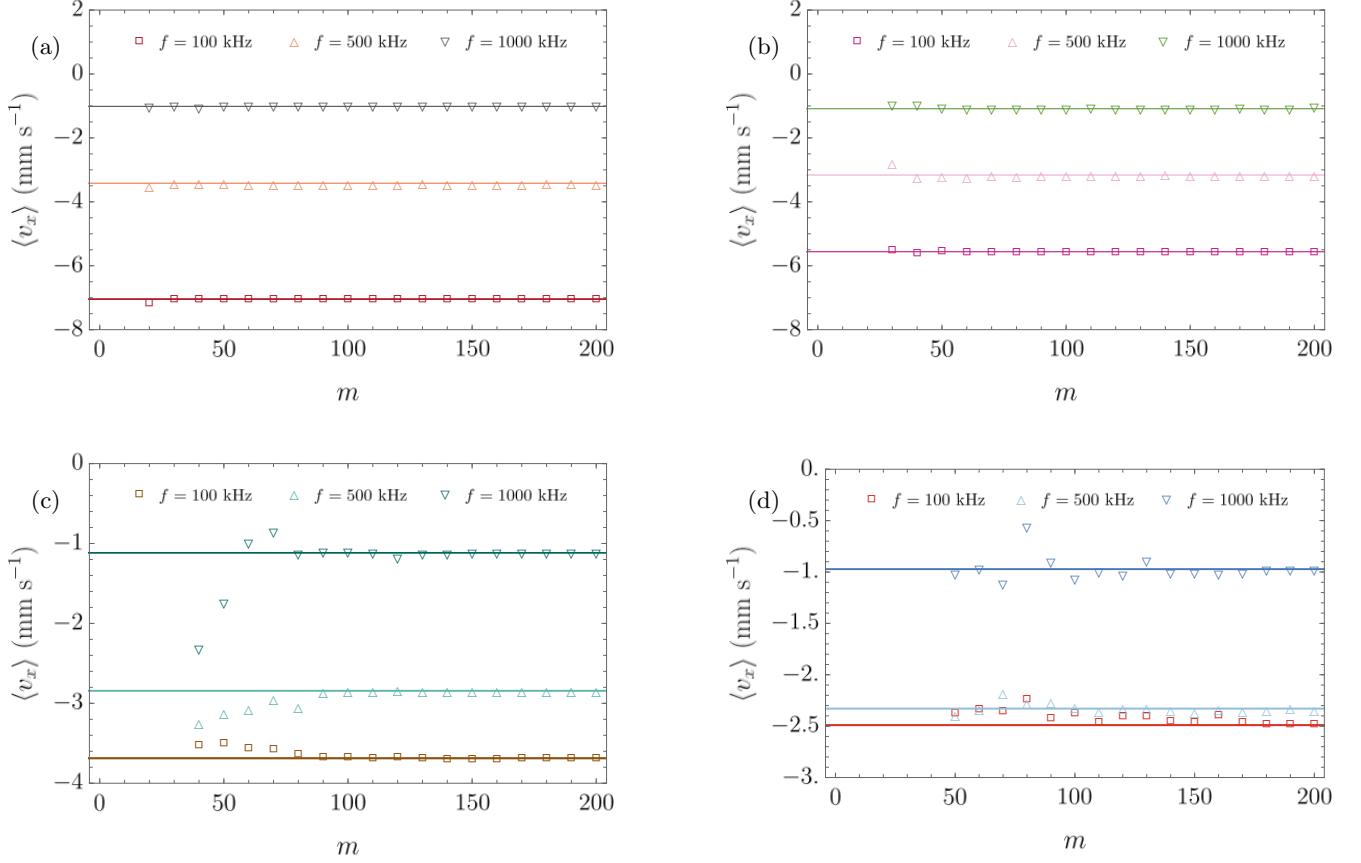 (a)
f = 100 kHz f = 500 kHz f = 1000 kHz
2
0
−2
−4
−6
−8
⟨v_x⟩ (mm s⁻¹)
0 50 100 150 200
m
(b)
f = 100 kHz f = 500 kHz f = 1000 kHz
2
0
−2
−4
−6
−8
⟨v_x⟩ (mm s⁻¹)
0 50 100 150 200
m
(c)
f = 100 kHz f = 500 kHz f = 1000 kHz
0
−1
−2
−3
−4
⟨v_x⟩ (mm s⁻¹)
0 50 100 150 200
m
(d)
f = 100 kHz f = 500 kHz f = 1000 kHz
0.
−0.5
−1.
−1.5
−2.
−2.5
−3.
⟨v_x⟩ (mm s⁻¹)
0 50 100 150 200
m